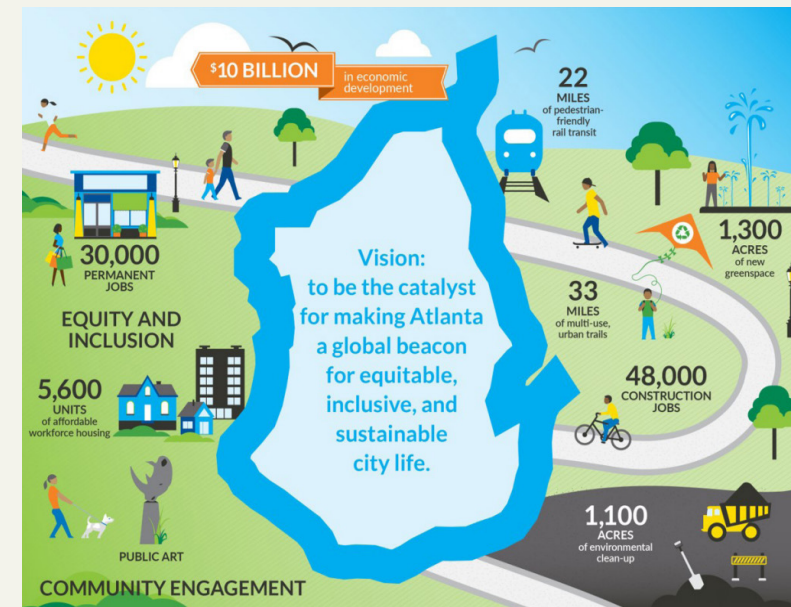 $10 BILLION
in economic
development
22
MILES
of pedestrian-
friendly
rail transit
1,300
ACRES
of new
greenspace
30,000
PERMANENT
JOBS
Vision:
to be the catalyst
for making Atlanta
a global beacon
for equitable,
inclusive, and
sustainable
city life.
33
MILES
of multi-use,
urban trails
EQUITY AND
INCLUSION
5,600
UNITS
of affordable
workforce housing
48,000
CONSTRUCTION
JOBS
1,100
ACRES
of environmental
clean-up
PUBLIC ART
COMMUNITY ENGAGEMENT